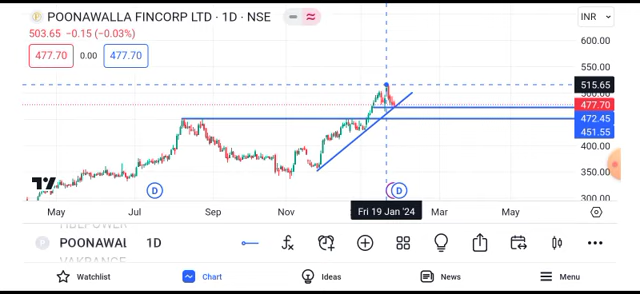 POONAWALLA FINCORP LTD · 1D · NSE
INR
503.65 −0.15 (−0.03%)
600.00
477.70 0.00 477.70
550.00
515.65
477.70
472.45
451.55
400.00
350.00
300.00
D D
May Jul Sep Nov Fri 19 Jan '24 Mar May
POONAWAL 1D
Watchlist Chart Ideas News Menu